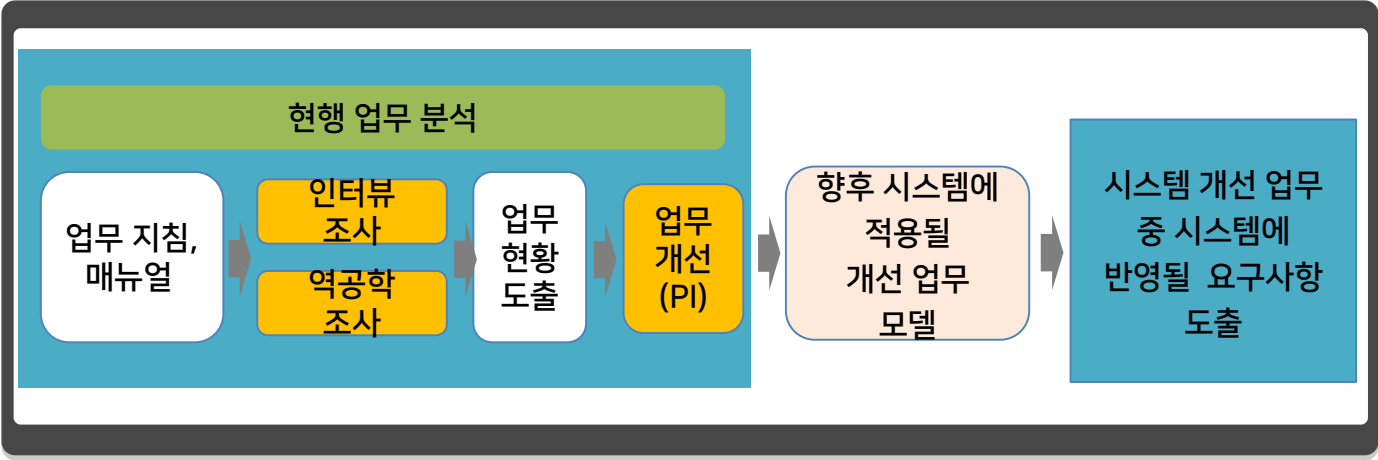 현행 업무 분석
업무 지침,
매뉴얼
인터뷰
조사
역공학
조사
업무
현황
도출
업무
개선
(PI)
향후 시스템에
적용될
개선 업무
모델
시스템 개선 업무
중 시스템에
반영될 요구사항
도출